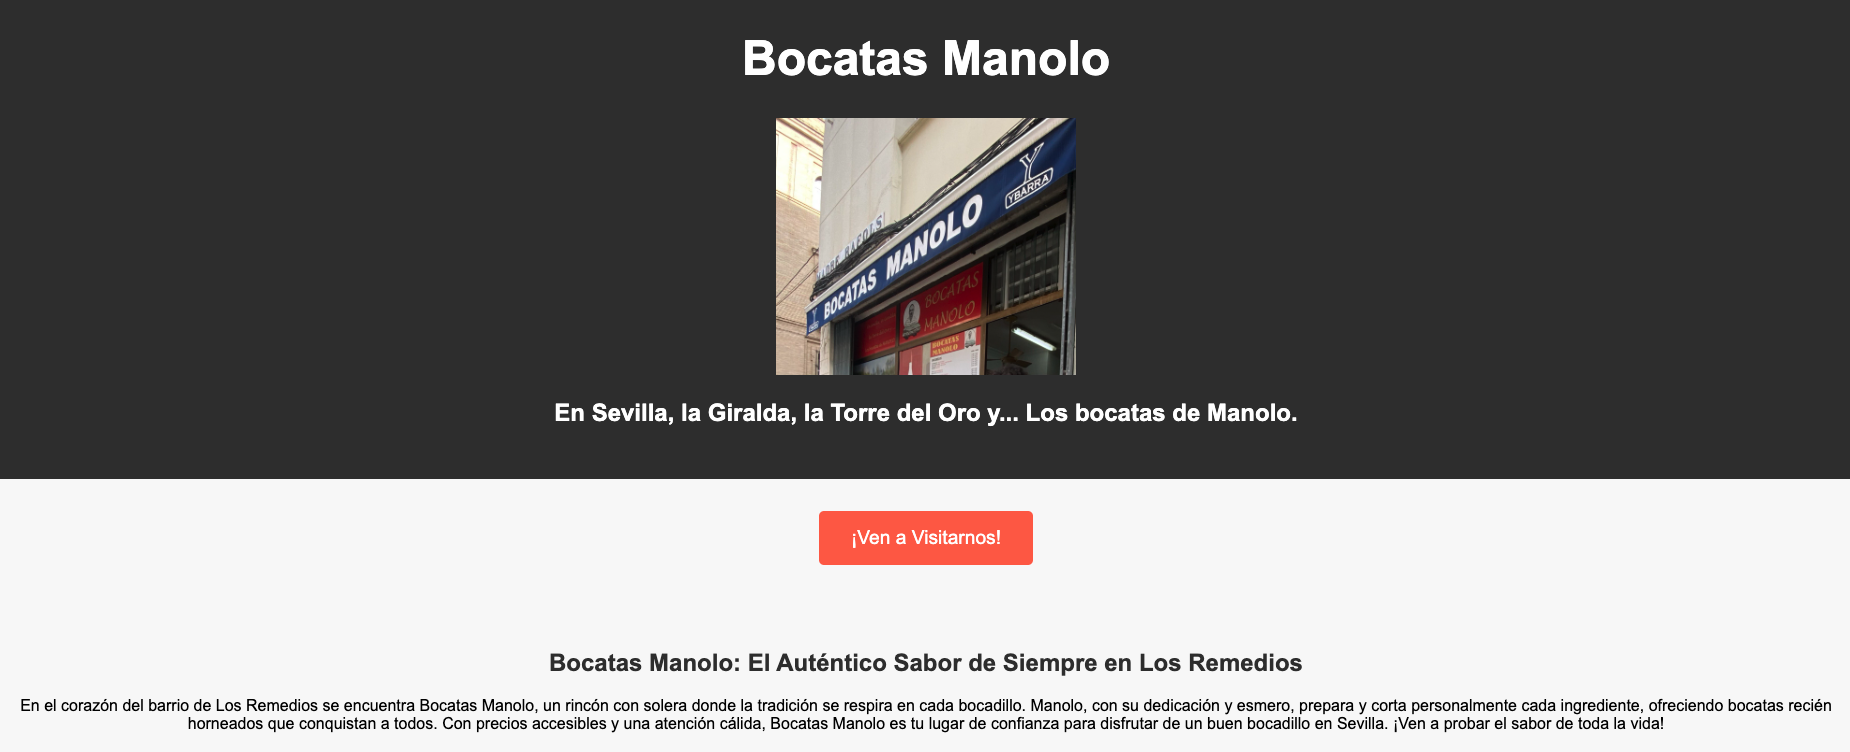 Bocatas Manolo
YBARRA
BOCATAS MANOLO
BOCATAS
MANOLO
BOCATAS
MANOLO
En Sevilla, la Giralda, la Torre del Oro y... Los bocatas de Manolo.
¡Ven a Visitarnos!
Bocatas Manolo: El Auténtico Sabor de Siempre en Los Remedios
En el corazón del barrio de Los Remedios se encuentra Bocatas Manolo, un rincón con solera donde la tradición se respira en cada bocadillo. Manolo, con su dedicación y esmero, prepara y corta personalmente cada ingrediente, ofreciendo bocatas recién
horneados que conquistan a todos. Con precios accesibles y una atención cálida, Bocatas Manolo es tu lugar de confianza para disfrutar de un buen bocadillo en Sevilla. ¡Ven a probar el sabor de toda la vida!